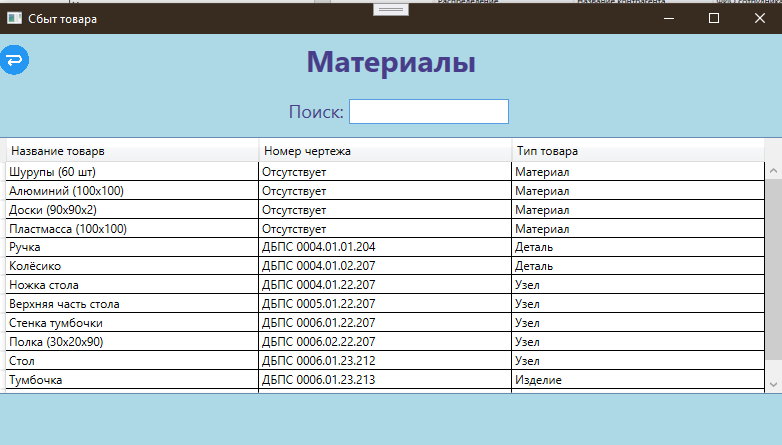 Сбыт товара
Материалы
Поиск:
Название товарв Номер чертежа Тип товара
Шурупы (60 шт) Отсутствует Материал
Алюминий (100x100) Отсутствует Материал
Доски (90x90x2) Отсутствует Материал
Пластмасса (100x100) Отсутствует Материал
Ручка ДБПС 0004.01.01.204 Деталь
Колёсико ДБПС 0004.01.02.207 Деталь
Ножка стола ДБПС 0004.01.22.207 Узел
Верхняя часть стола ДБПС 0005.01.22.207 Узел
Стенка тумбочки ДБПС 0006.01.22.207 Узел
Полка (30x20x90) ДБПС 0006.02.22.207 Узел
Стол ДБПС 0006.01.23.212 Узел
Тумбочка ДБПС 0006.01.23.213 Изделие